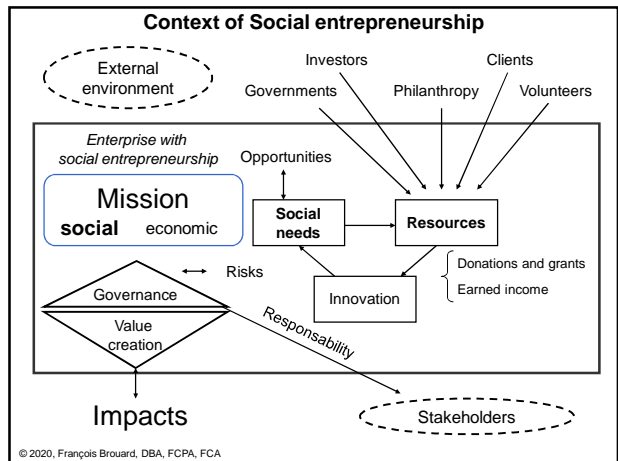 Context of Social entrepreneurship
External
environment
Investors
Clients
Governments
Philanthropy
Volunteers
Enterprise with
social entrepreneurship
Opportunities
Mission
social economic
Social
needs
Resources
Risks
Donations and grants
Earned income
Governance
Innovation
Value
creation
Responsability
Impacts
Stakeholders
© 2020, François Brouard, DBA, FCPA, FCA